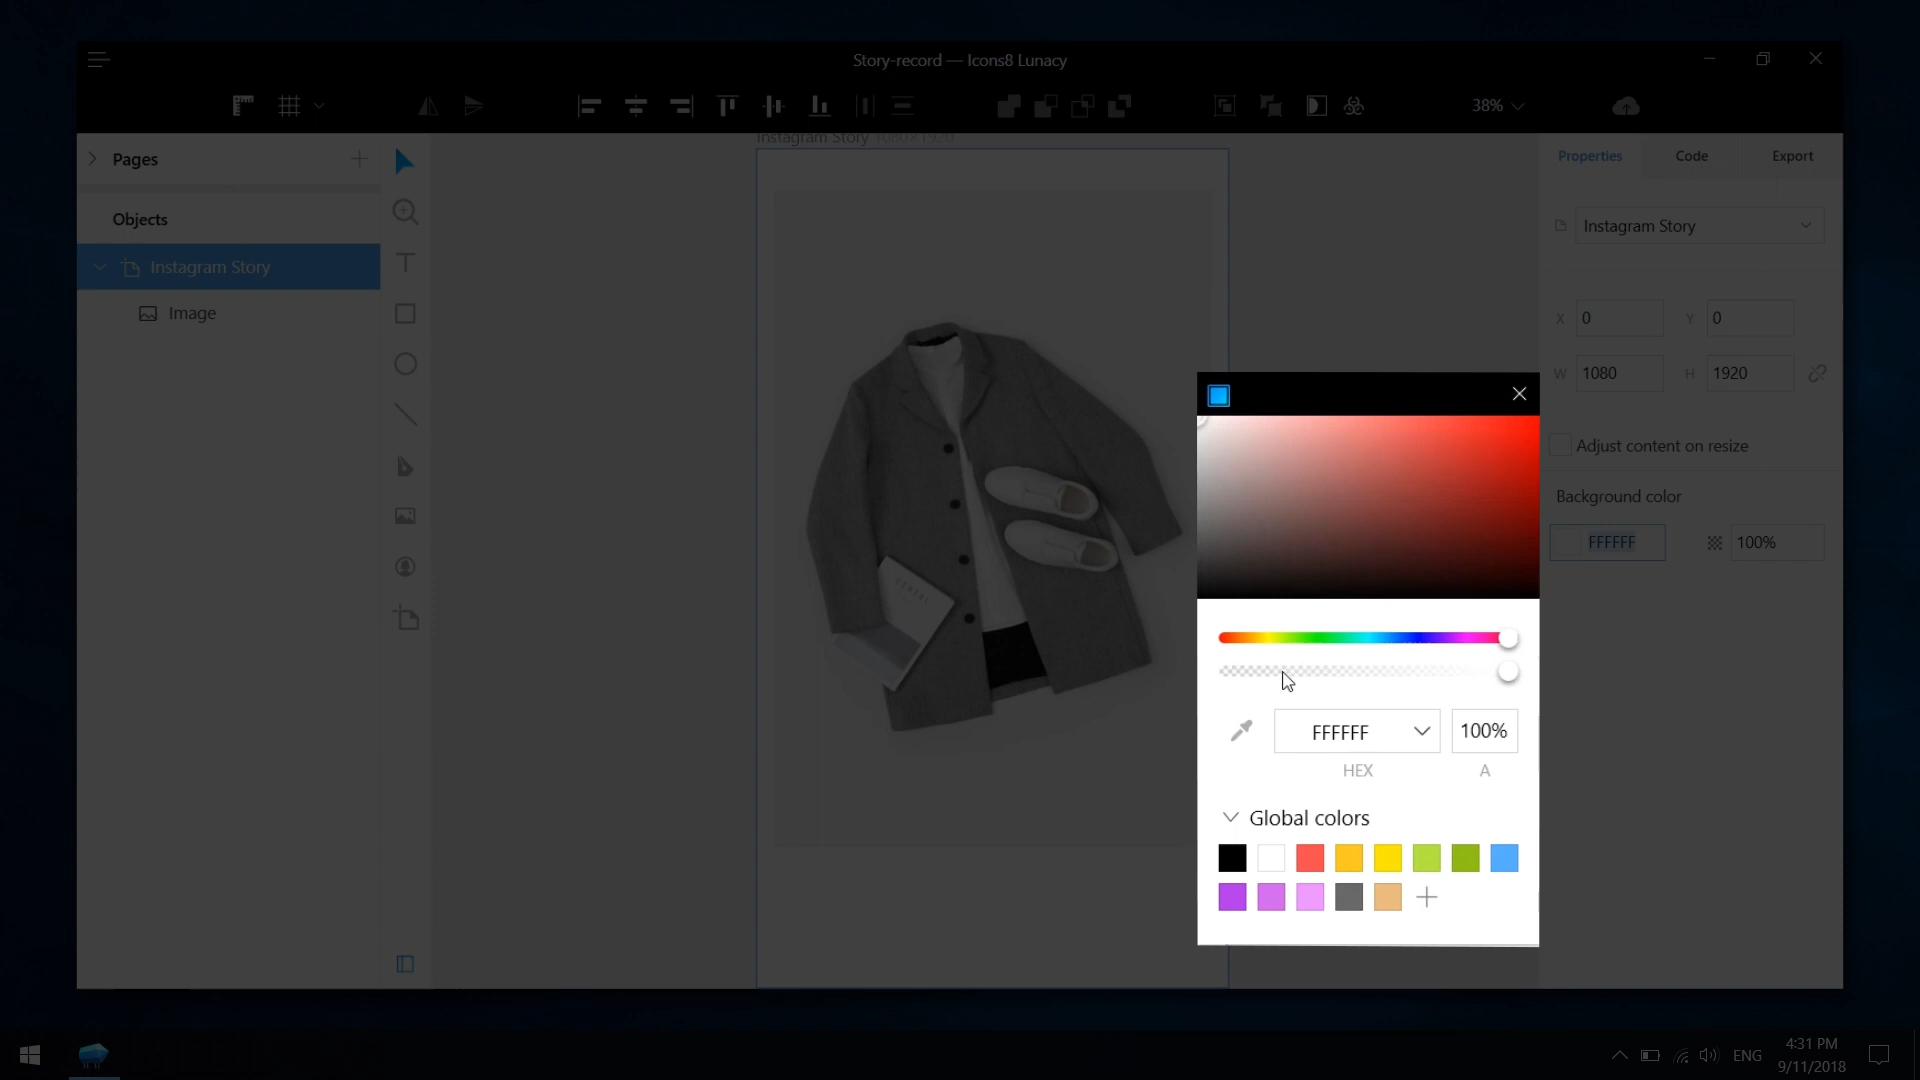 Story-record — Icons8 Lunacy
38%
Instagram Story 1080×1920
Pages
Objects
Instagram Story
Image
Properties
Code
Export
Instagram Story
X 0
Y 0
W 1080
H 1920
Adjust content on resize
Background color
FFFFFF
100%
FFFFFF
100%
HEX
A
Global colors
ENG
4:31 PM
9/11/2018